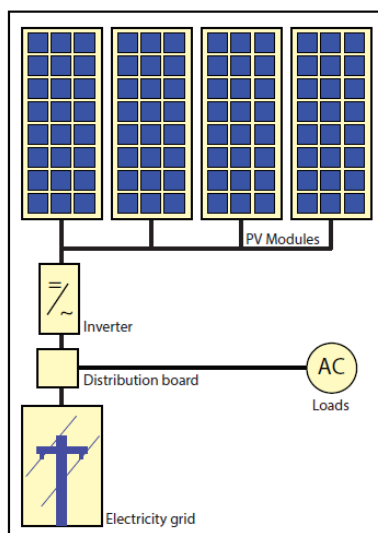 PV Modules
=
~
Inverter
Distribution board
AC
Loads
Electricity grid